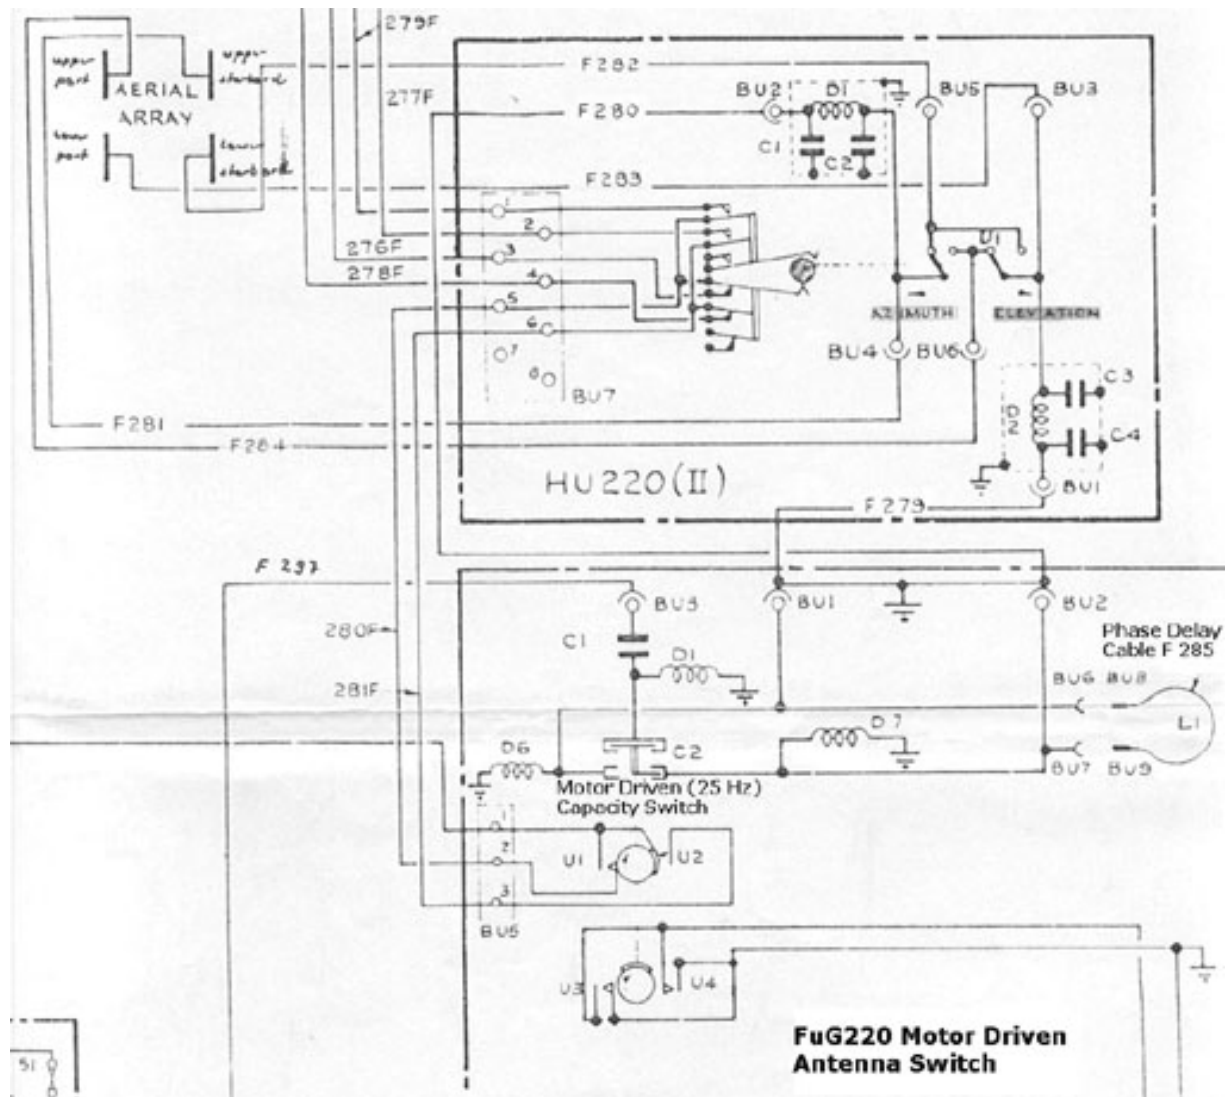 279F
F282
upper
port
upper
starboard
AERIAL
ARRAY
277F
BU2
D1
BU5
BU3
F280
C1
C2
lower
port
lower
starboard
F283
1
2
276F
3
U1
278F
4
5
AZIMUTH
ELEVATION
6
BU4
BU6
7
8
BU7
C3
D2
F281
C4
F284
HU220(II)
BU1
F279
F 297
BU3
BU1
BU2
280F
C1
D1
Phase Delay
Cable F 285
281F
BU6
BU8
D7
L1
D6
C2
BU7
BU9
Motor Driven (25 Hz)
Capacity Switch
1
2
U1
U2
3
BU5
U3
U4
FuG220 Motor Driven
Antenna Switch
51